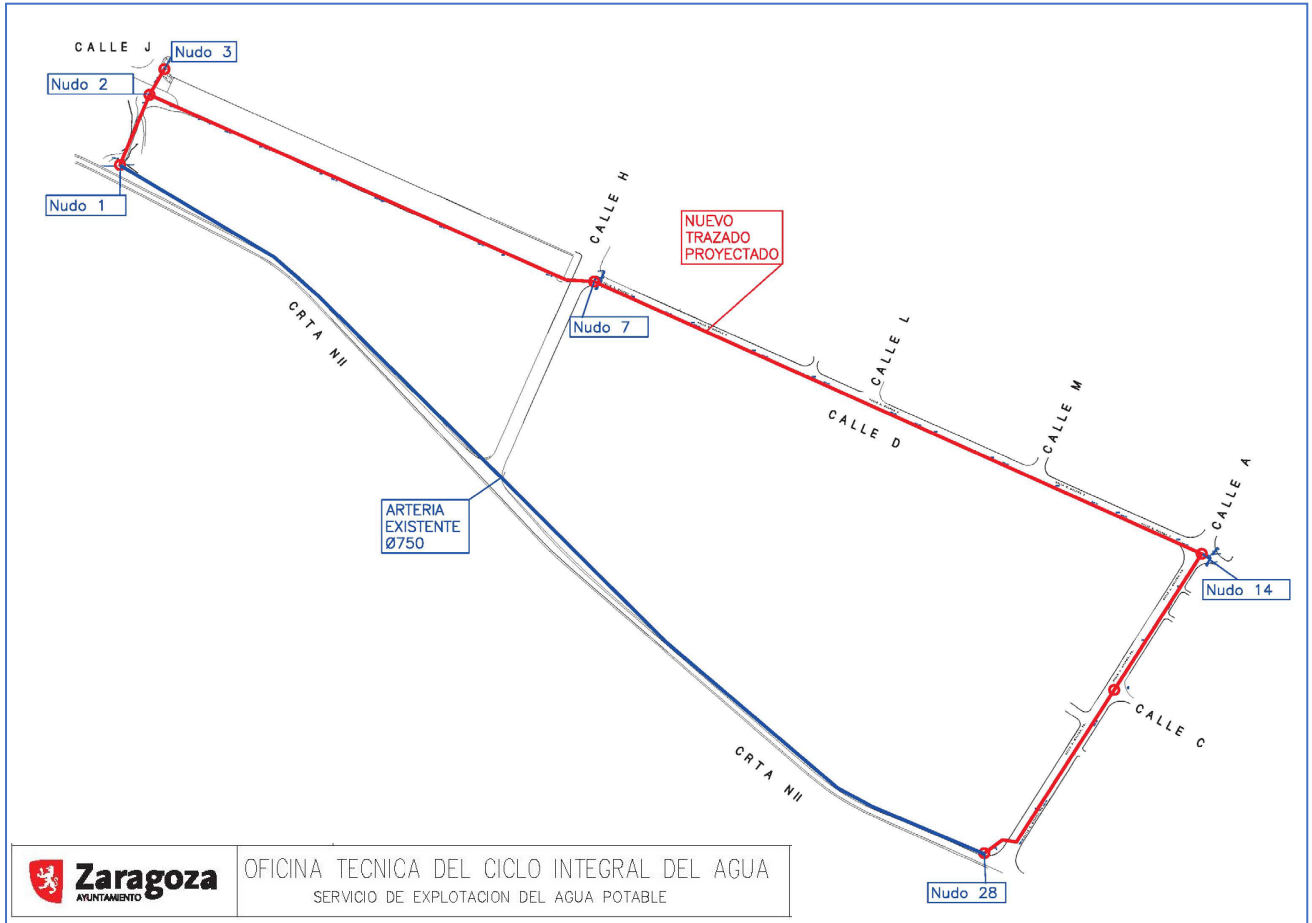 CALLE J
Nudo 3
Nudo 2
Nudo 1
CALLE H
NUEVO
TRAZADO
PROYECTADO
Nudo 7
CRTA NII
CALLE L
CALLE D
CALLE M
CALLE A
ARTERIA
EXISTENTE
Ø750
Nudo 14
CALLE C
CRTA NII
Nudo 28
Zaragoza
AYUNTAMIENTO
OFICINA TECNICA DEL CICLO INTEGRAL DEL AGUA
SERVICIO DE EXPLOTACION DEL AGUA POTABLE